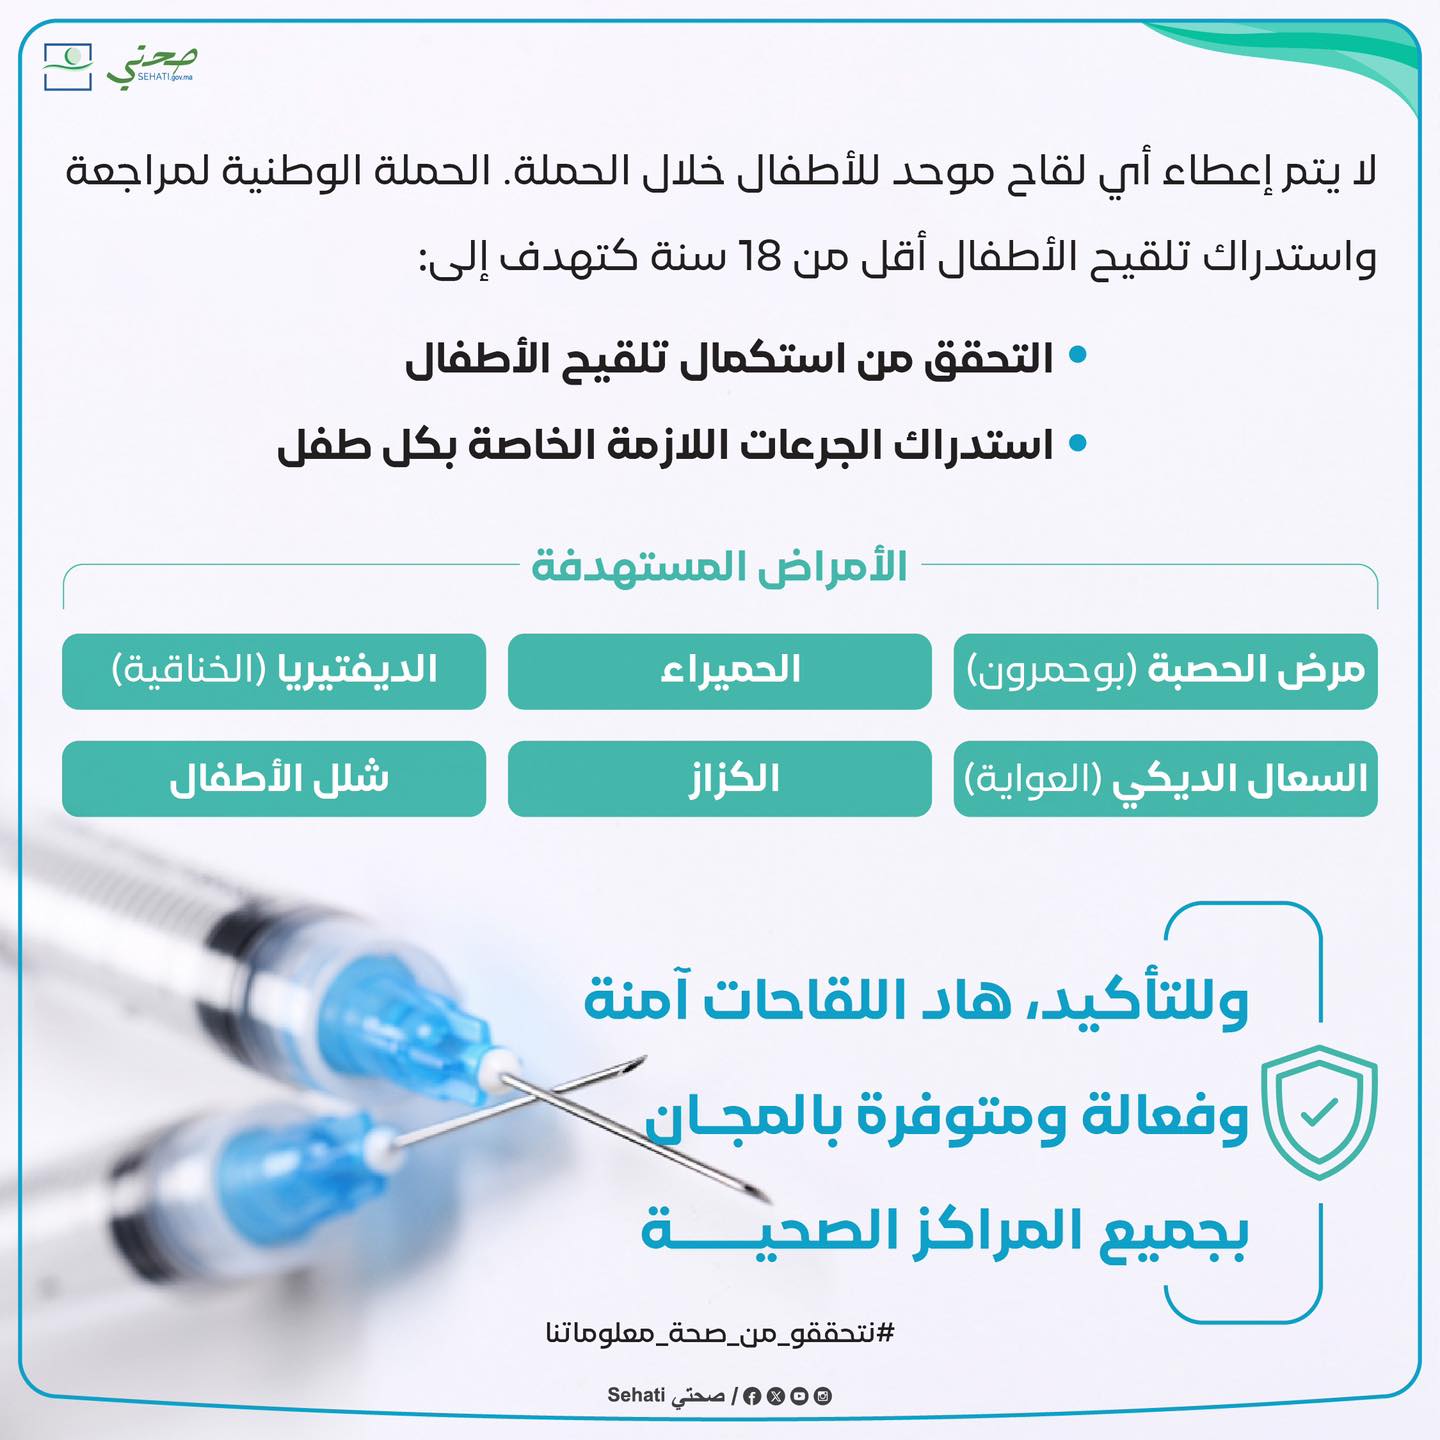 صحتي
SEHATI.gov.ma
لا يتم إعطاء أي لقاح موحد للأطفال خلال الحملة. الحملة الوطنية لمراجعة
واستدراك تلقيح الأطفال أقل من 18 سنة كتهدف إلى:
• التحقق من استكمال تلقيح الأطفال
• استدراك الجرعات اللازمة الخاصة بكل طفل
الأمراض المستهدفة
مرض الحصبة (بوحمرون)
الحميراء
الديفتيريا (الخناقية)
السعال الديكي (العواية)
الكزاز
شلل الأطفال
وللتأكيد، هاد اللقاحات آمنة
وفعالة ومتوفرة بالمجـان
بجميع المراكز الصحيـــــة
#نتحققو_من_صحة_معلوماتنا
Sehati صحتي /